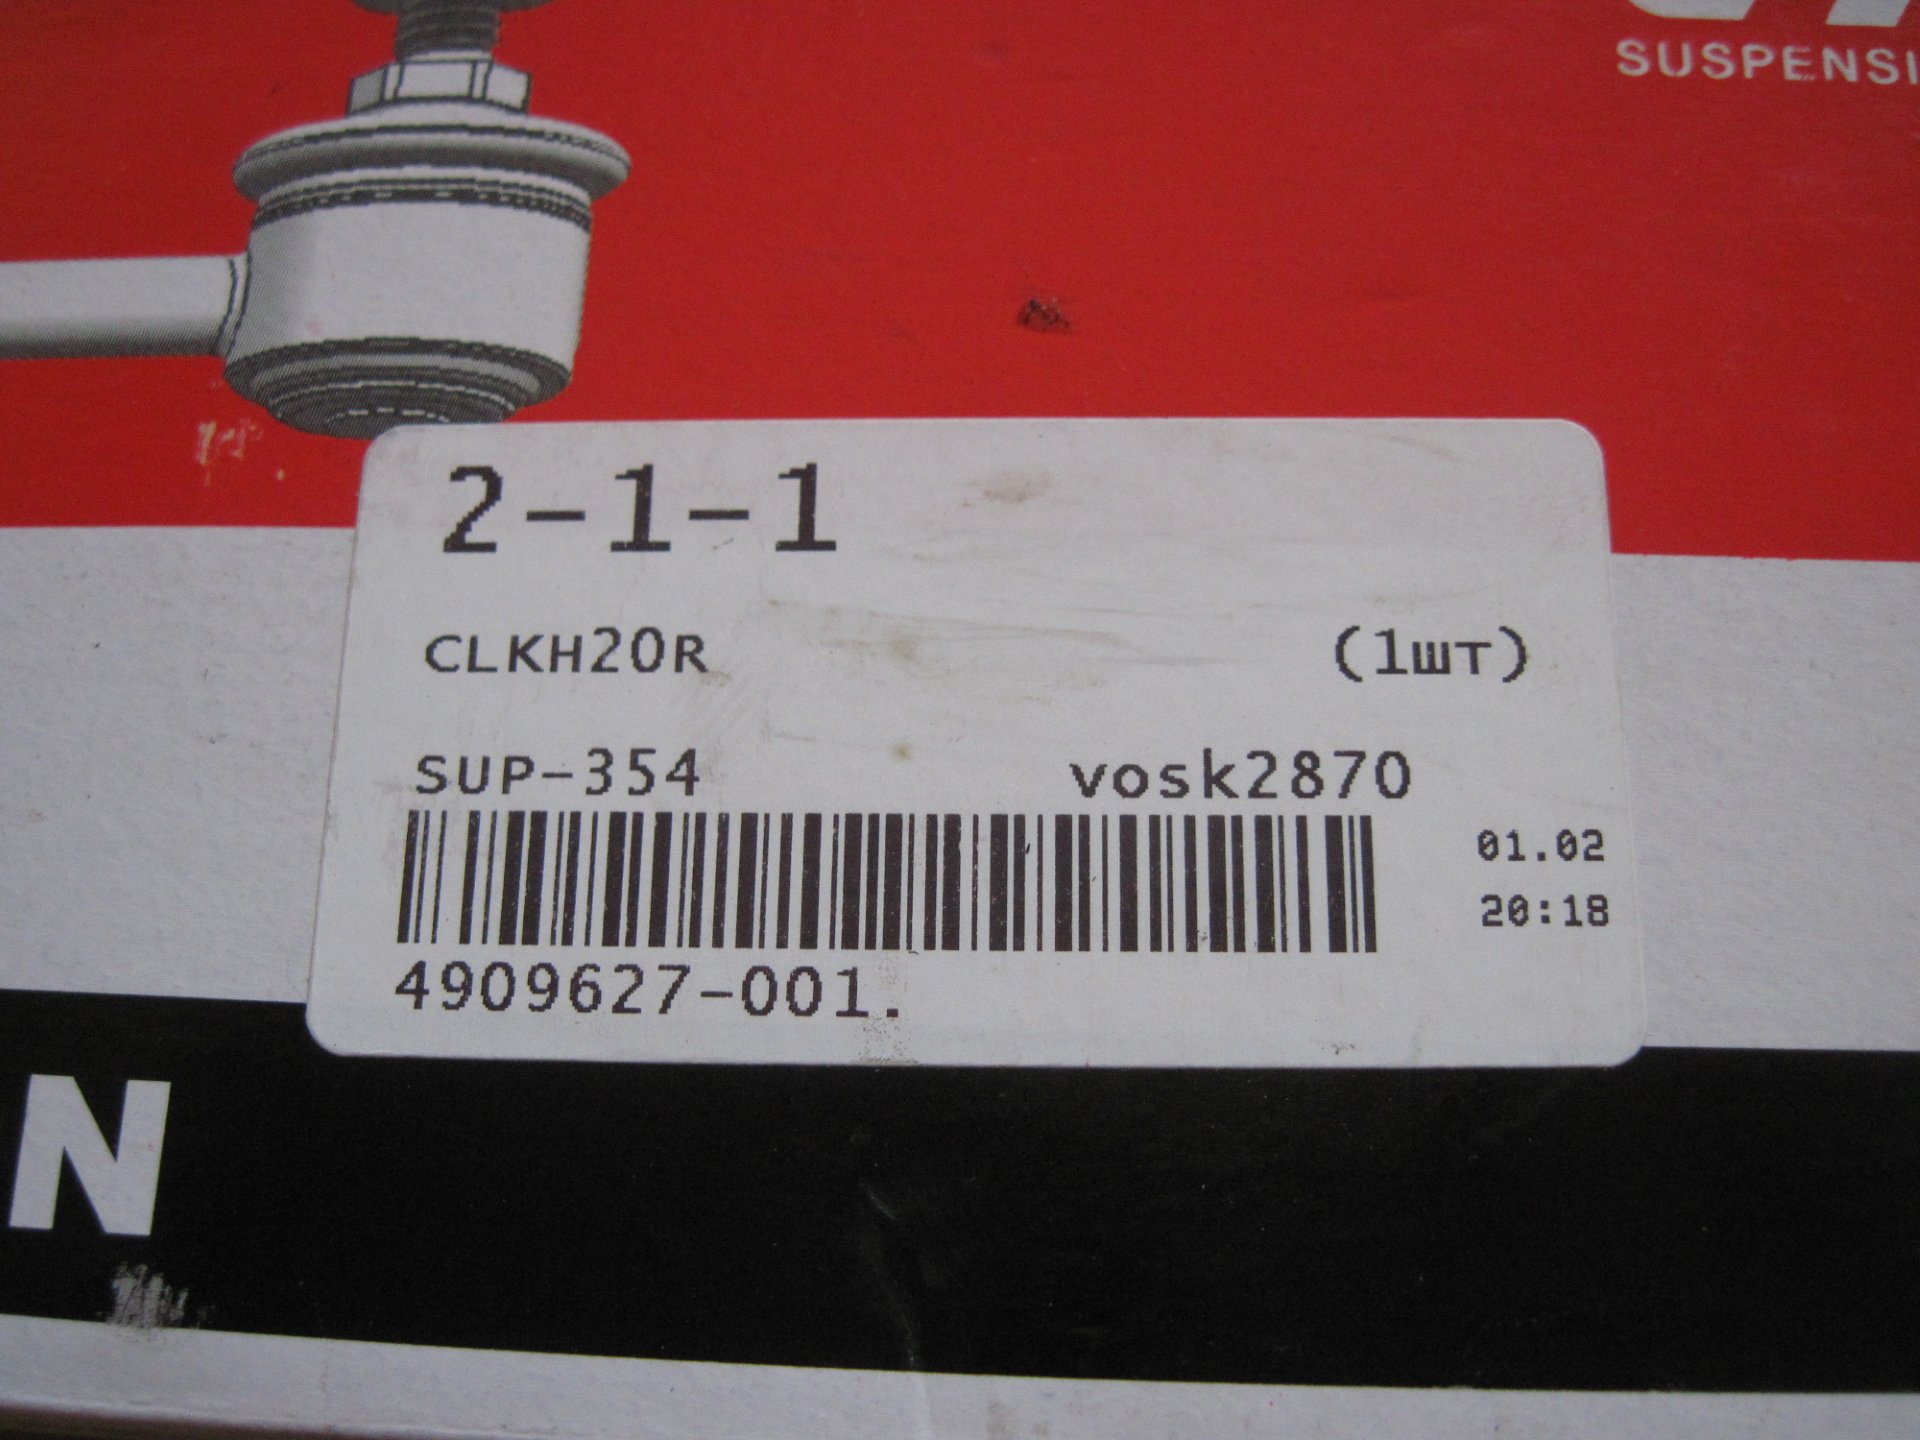 SUSPENSI
2-1-1
CLKH20R (1шт)
SUP-354 vosk2870
01.02
20:18
4909627-001.
N